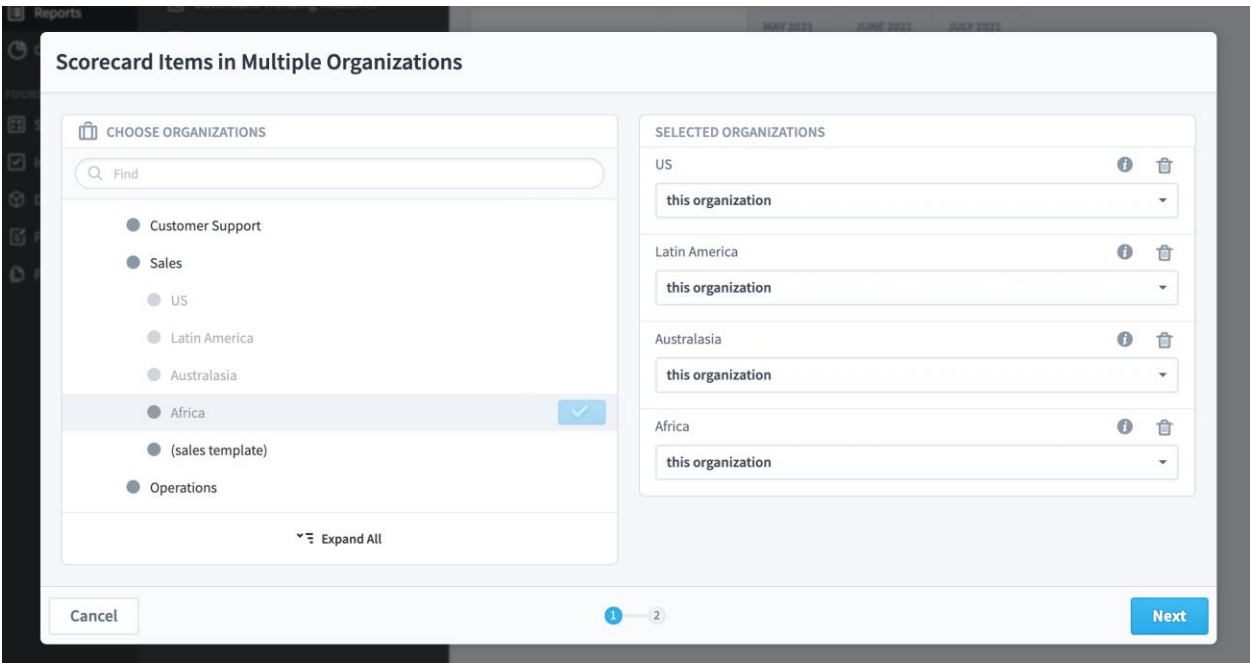 Reports
MAY 2021 JUNE 2021 JULY 2021
Scorecard Items in Multiple Organizations
CHOOSE ORGANIZATIONS
Find
Customer Support
Sales
US
Latin America
Australasia
Africa
(sales template)
Operations
Expand All
SELECTED ORGANIZATIONS
US
this organization
Latin America
this organization
Australasia
this organization
Africa
this organization
Cancel
1
2
Next